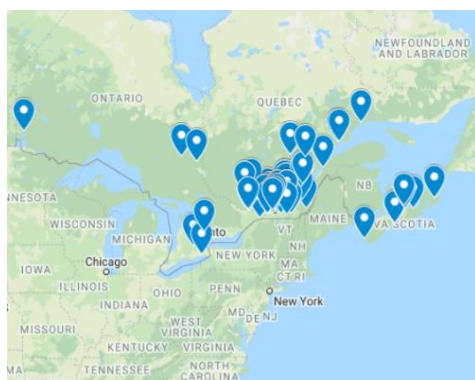 NEWFOUNDLAND
AND LABRADOR
ONTARIO
QUEBEC
NB
NNESOTA
MAINE
VA SCOTIA
WISCONSIN
VT
MICHIGAN
nto
NH
NEW YORK
MA
Chicago
CT RI
IOWA
ILLINOIS
OHIO
PENN
New York
INDIANA
MD
DE
NJ
WEST
VIRGINIA
MISSOURI
KENTUCKY
VIRGINIA
TENNESSEE
NORTH
CAROLINA
MA